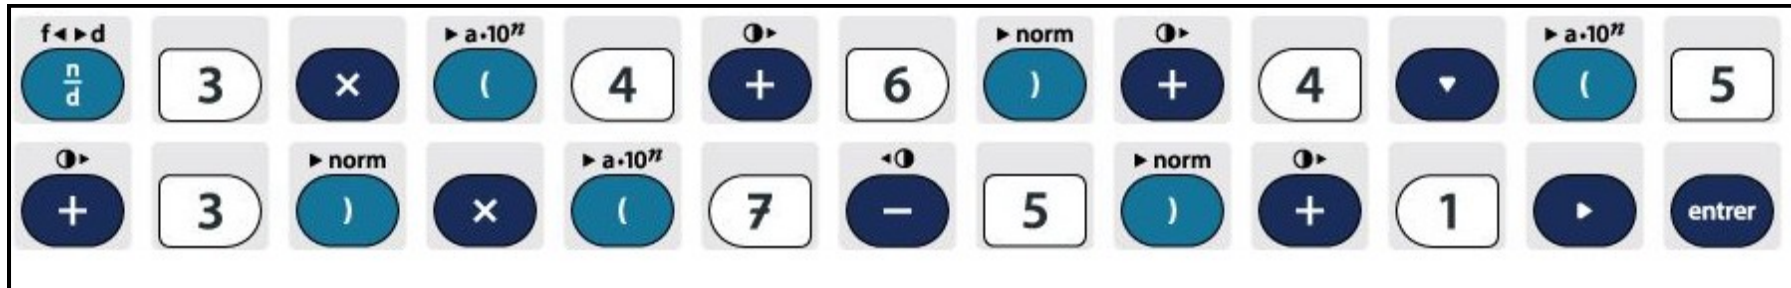 f◄►d ►a·10ⁿ ◑► ►norm ◑► ►a·10ⁿ
n/d 3 × ( 4 + 6 ) + 4 ▼ ( 5
◑► ►norm ►a·10ⁿ ◄◑ ►norm ◑►
+ 3 ) × ( 7 − 5 ) + 1 ► entrer